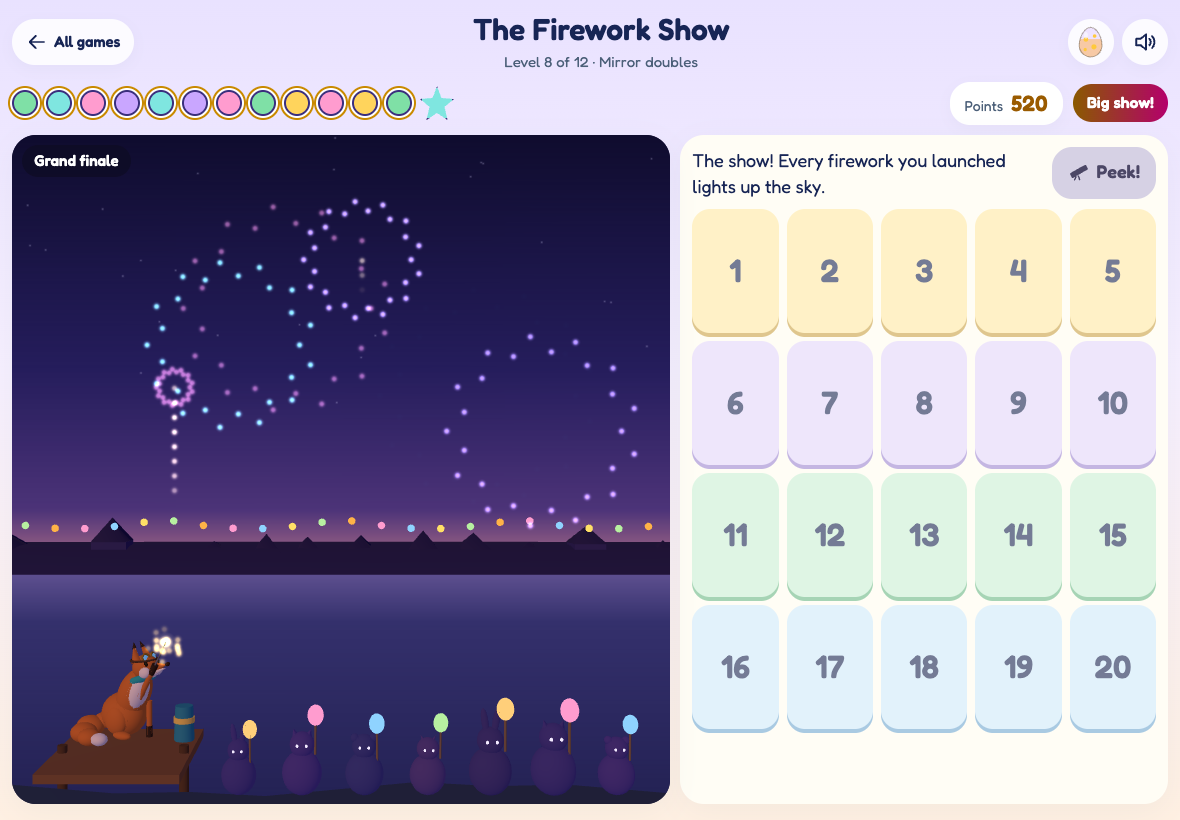 All games
The Firework Show
Level 8 of 12 · Mirror doubles
Points 520
Big show!
Grand finale
The show! Every firework you launched
lights up the sky.
Peek!
1 2 3 4 5
6 7 8 9 10
11 12 13 14 15
16 17 18 19 20